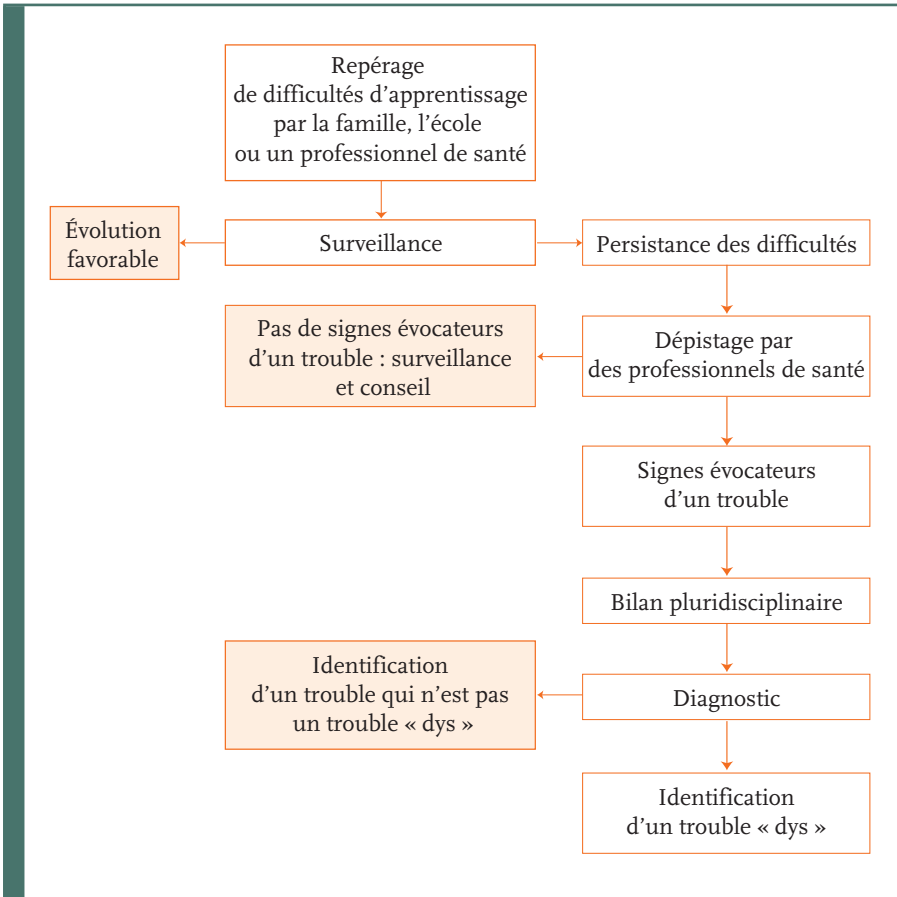 Repérage
de difficultés d'apprentissage
par la famille, l'école
ou un professionnel de santé
Évolution
favorable
Surveillance
Persistance des difficultés
Pas de signes évocateurs
d'un trouble : surveillance
et conseil
Dépistage par
des professionnels de santé
Signes évocateurs
d'un trouble
Bilan pluridisciplinaire
Identification
d'un trouble qui n'est pas
un trouble « dys »
Diagnostic
Identification
d'un trouble « dys »